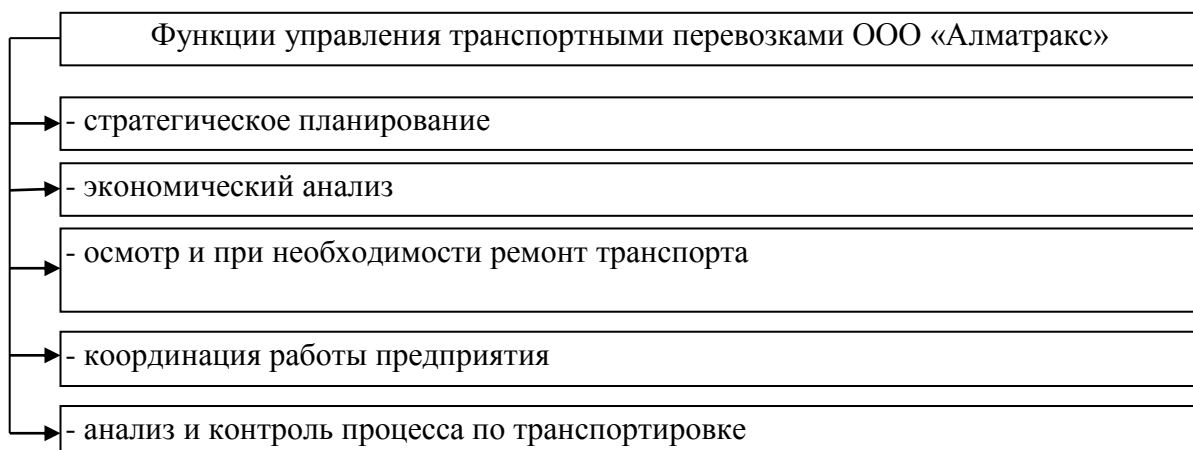 Функции управления транспортными перевозками ООО «Алматракс»
- стратегическое планирование
- экономический анализ
- осмотр и при необходимости ремонт транспорта
- координация работы предприятия
- анализ и контроль процесса по транспортировке